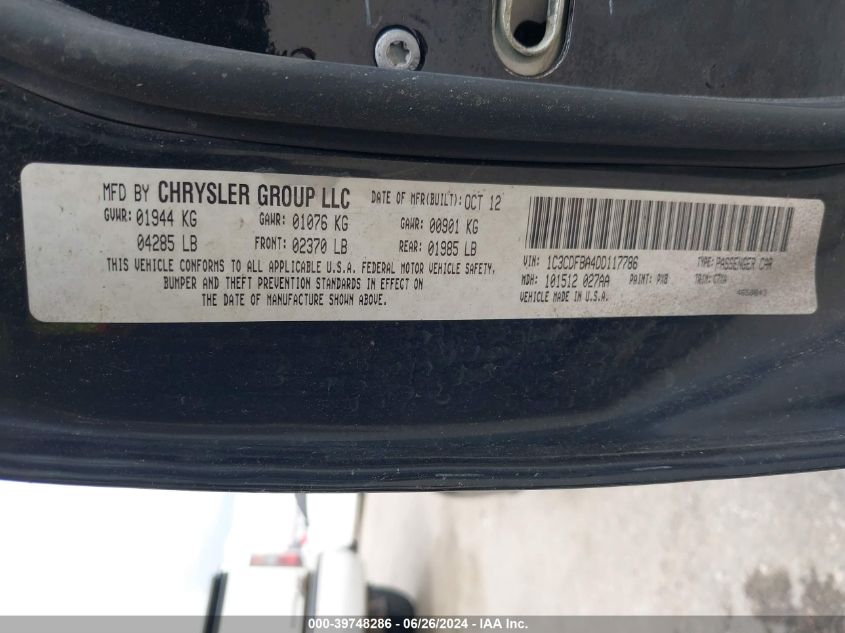 MFD BY CHRYSLER GROUP LLC DATE OF MFR(BUILT): OCT 12
GVWR: 01944 KG GAWR: 01076 KG GAWR: 00901 KG
04285 LB FRONT: 02370 LB REAR: 01985 LB
THIS VEHICLE CONFORMS TO ALL APPLICABLE U.S.A. FEDERAL MOTOR VEHICLE SAFETY,
BUMPER AND THEFT PREVENTION STANDARDS IN EFFECT ON
THE DATE OF MANUFACTURE SHOWN ABOVE.
VIN: 1C3CDFBA4DD117786 TYPE: PASSENGER CAR
MDH: 101512 027AA PAINT: PX8 TRIM:
VEHICLE MADE IN U.S.A.
000-39748286 - 06/26/2024 - IAA Inc.